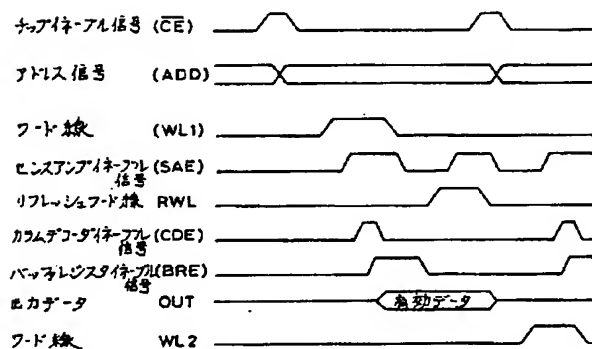 チップイネーブル信号 (CE)
アドレス信号 (ADD)
ワード線 (WL1)
センスアンプイネーブル (SAE)
信号
リフレッシュワード線 RWL
カラムデコーダイネーブル (CDE)
信号
バッファレジスタイネーブル (BRE)
信号
出力データ OUT
有効データ
ワード線 WL2